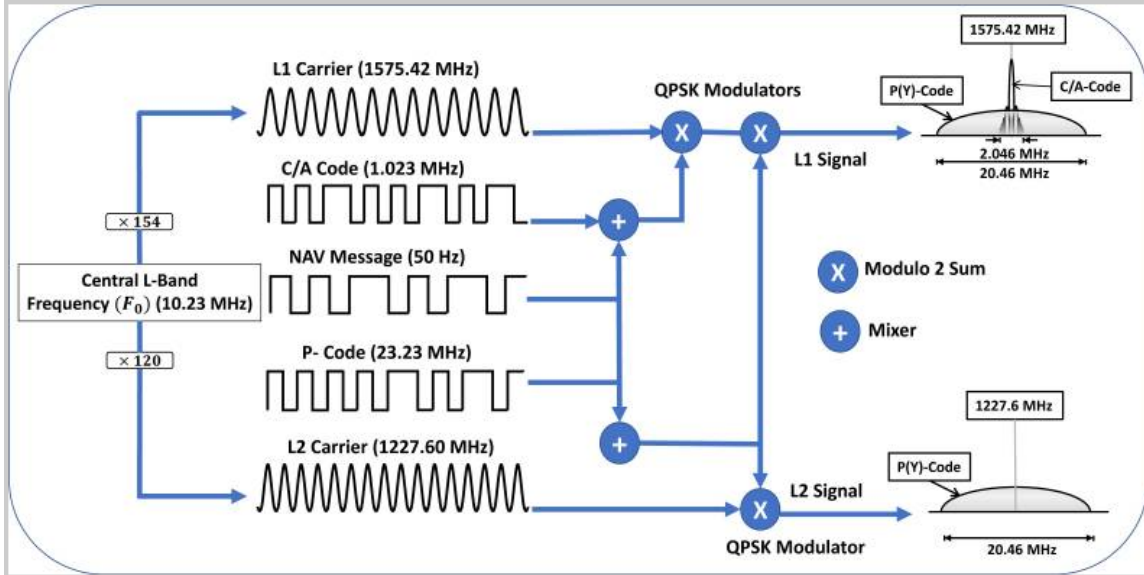 L1 Carrier (1575.42 MHz)
C/A Code (1.023 MHz)
× 154
NAV Message (50 Hz)
Central L-Band
Frequency (F₀) (10.23 MHz)
× 120
P- Code (23.23 MHz)
L2 Carrier (1227.60 MHz)
QPSK Modulators
X
X
L1 Signal
+
+
X
L2 Signal
QPSK Modulator
X
Modulo 2 Sum
+
Mixer
1575.42 MHz
P(Y)-Code
C/A-Code
2.046 MHz
20.46 MHz
1227.6 MHz
P(Y)-Code
20.46 MHz